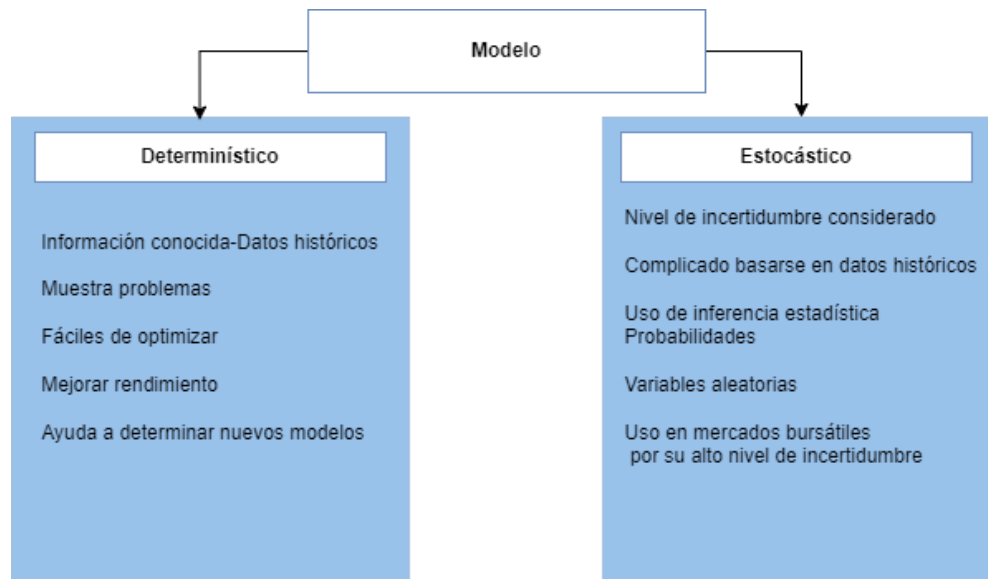 Modelo
Determinístico
Información conocida-Datos históricos
Muestra problemas
Fáciles de optimizar
Mejorar rendimiento
Ayuda a determinar nuevos modelos
Estocástico
Nivel de incertidumbre considerado
Complicado basarse en datos históricos
Uso de inferencia estadística
Probabilidades
Variables aleatorias
Uso en mercados bursátiles
por su alto nivel de incertidumbre